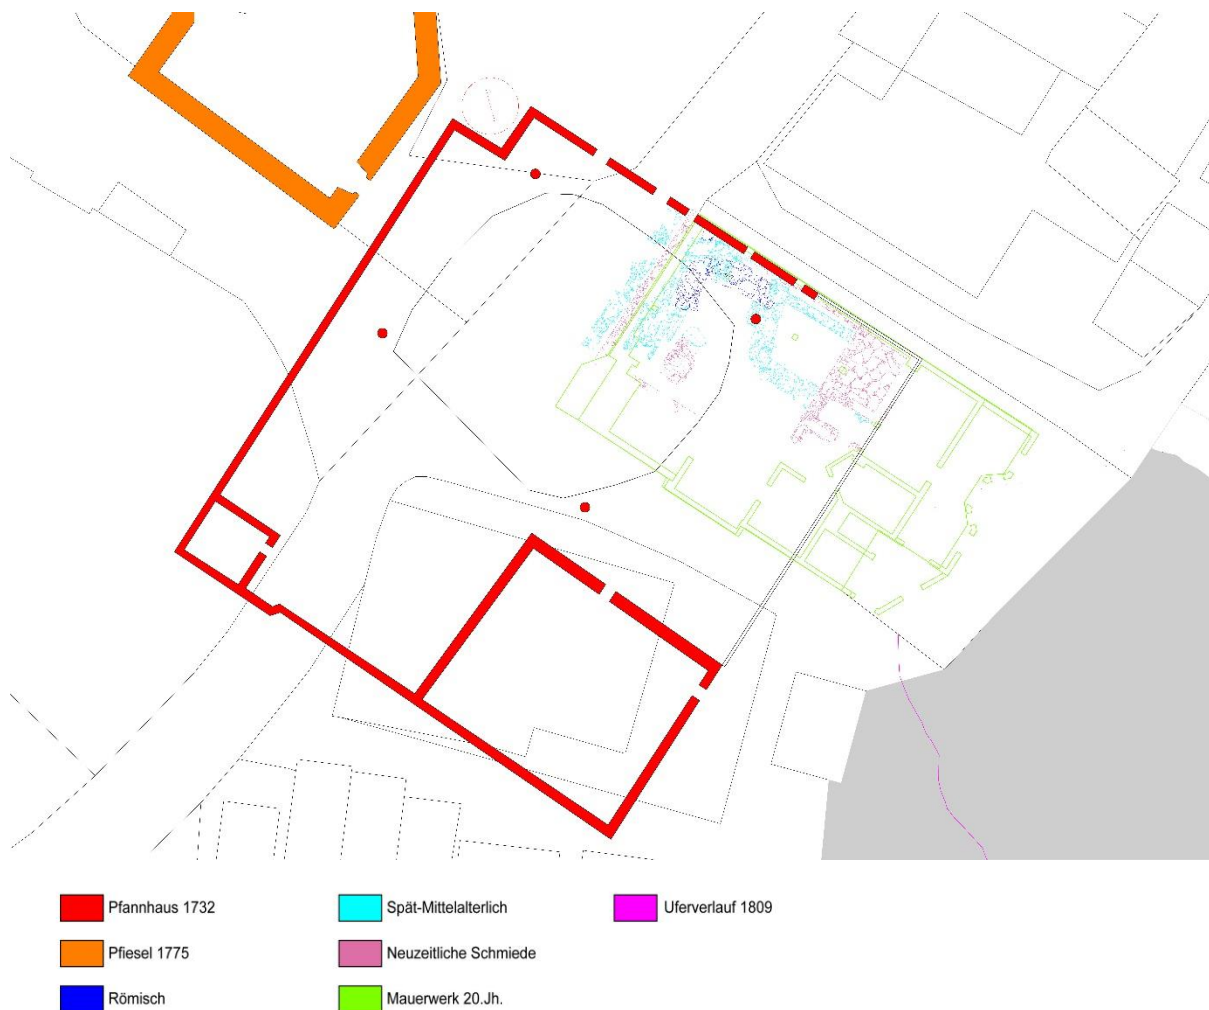 Pfannhaus 1732
Pfiesel 1775
Römisch
Spät-Mittelalterlich
Neuzeitliche Schmiede
Mauerwerk 20.Jh.
Uferverlauf 1809